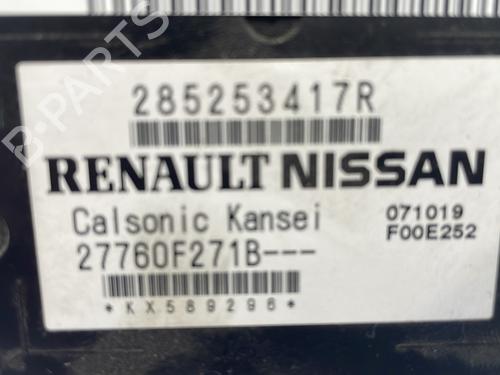 285253417R
RENAULT NISSAN
Calsonic Kansei 071019
27760F271B--- F00E252
*KX589296*
B-PARTS